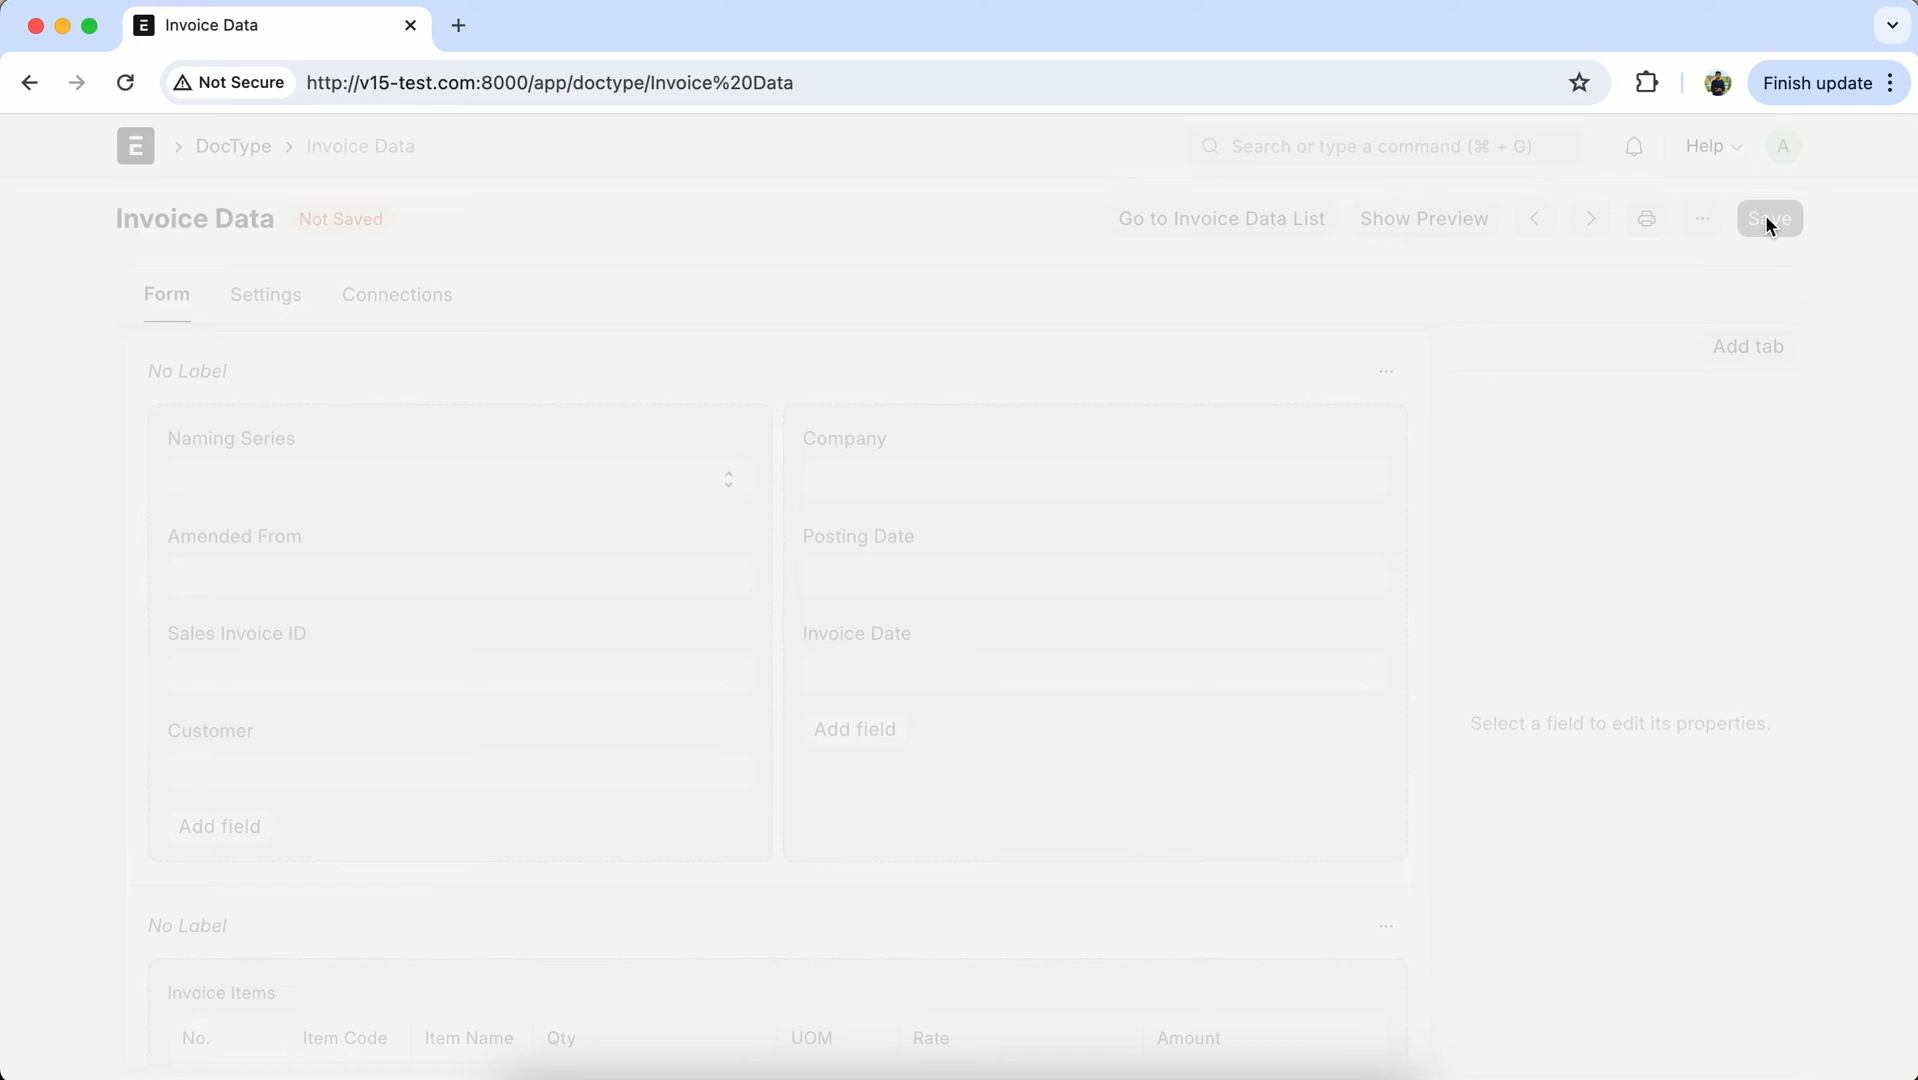 Invoice Data
Not Secure
http://v15-test.com:8000/app/doctype/Invoice%20Data
Finish update
E
DocType
Invoice Data
Search or type a command (⌘ + G)
Help
A
Invoice Data
Not Saved
Go to Invoice Data List
Show Preview
Save
Form
Settings
Connections
Add tab
No Label
Naming Series
Company
Amended From
Posting Date
Sales Invoice ID
Invoice Date
Customer
Add field
Select a field to edit its properties.
Add field
No Label
Invoice Items
No.
Item Code
Item Name
Qty
UOM
Rate
Amount